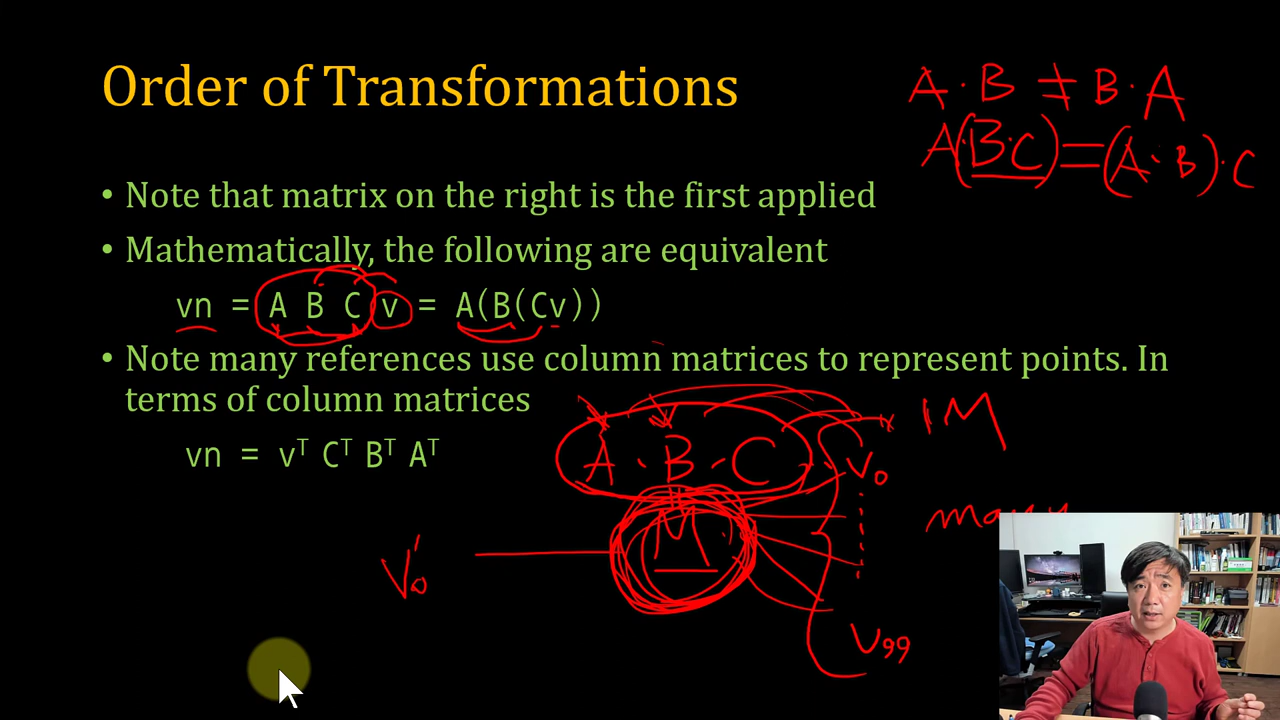 Order of Transformations
A · B ≠ B · A
A(B·C) = (A · B) · C
• Note that matrix on the right is the first applied
• Mathematically, the following are equivalent
vn = A B C v = A(B(Cv))
• Note many references use column matrices to represent points. In
terms of column matrices
vn = vᵀ Cᵀ Bᵀ Aᵀ
1M
A · B · C · V₀
many
M
V₀'
V₉₉